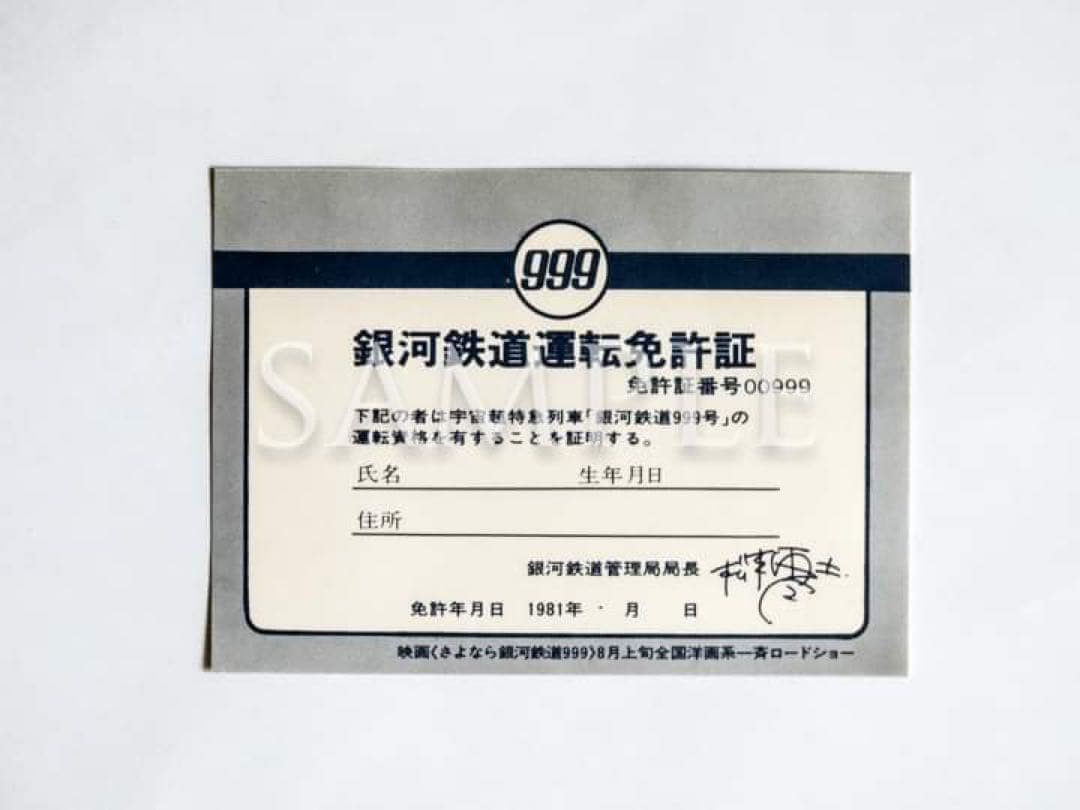 999
銀河鉄道運転免許証
免許証番号00999
下記の者は宇宙超特急列車「銀河鉄道999号」の
運転資格を有することを証明する。
氏名 生年月日
住所
銀河鉄道管理局局長 松本零士
免許年月日 1981年 ・ 月 日
映画〈さよなら銀河鉄道999〉8月上旬全国洋画系一斉ロードショー
SAMPLE